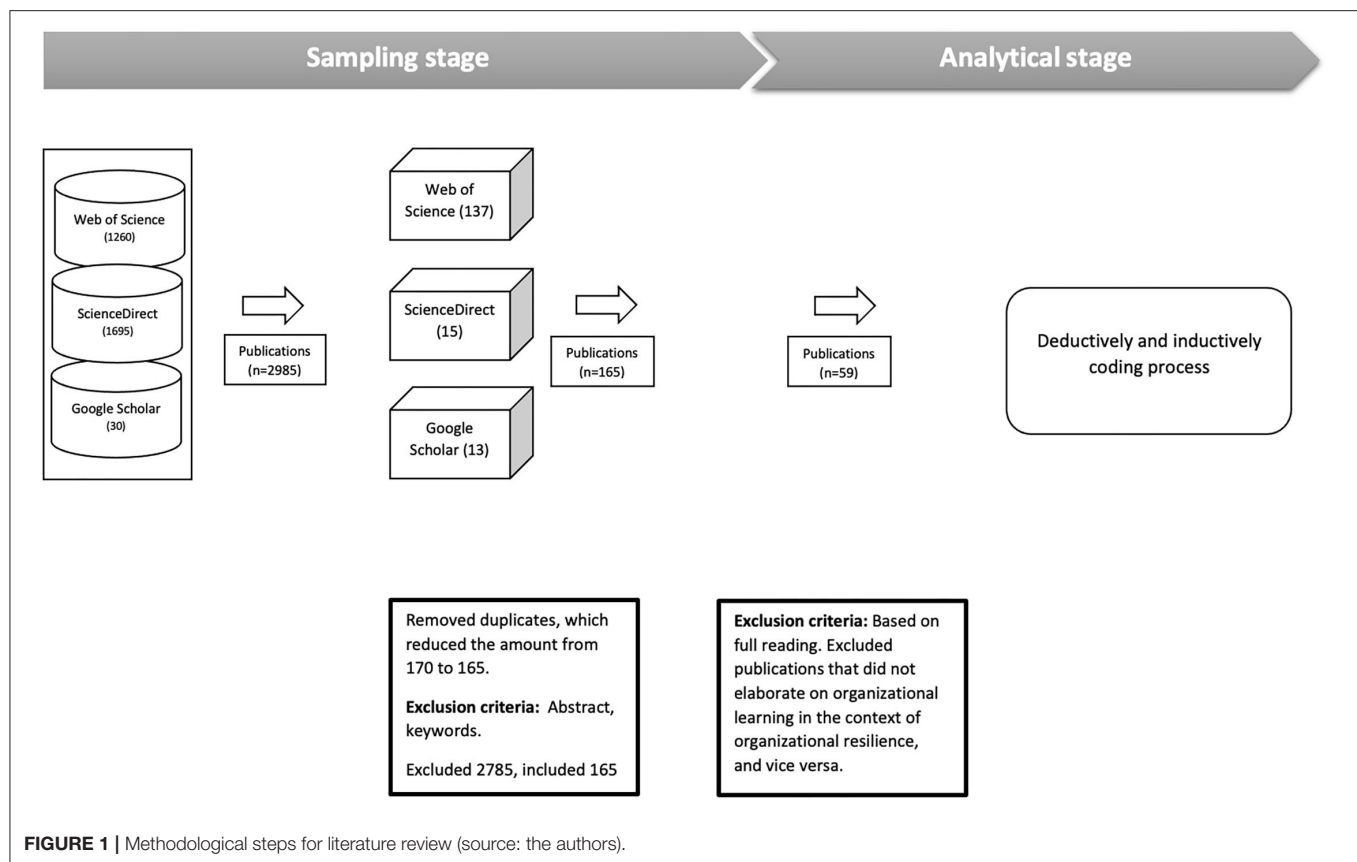 Sampling stage
Analytical stage
Web of Science
(1260)
ScienceDirect
(1695)
Google Scholar
(30)
Publications
(n=2985)
Web of
Science (137)
ScienceDirect
(15)
Google
Scholar (13)
Publications
(n=165)
Publications
(n=59)
Deductively and inductively
coding process
Removed duplicates, which
reduced the amount from
170 to 165.
Exclusion criteria: Abstract,
keywords.
Excluded 2785, included 165
Exclusion criteria: Based on
full reading. Excluded
publications that did not
elaborate on organizational
learning in the context of
organizational resilience,
and vice versa.
FIGURE 1 | Methodological steps for literature review (source: the authors).